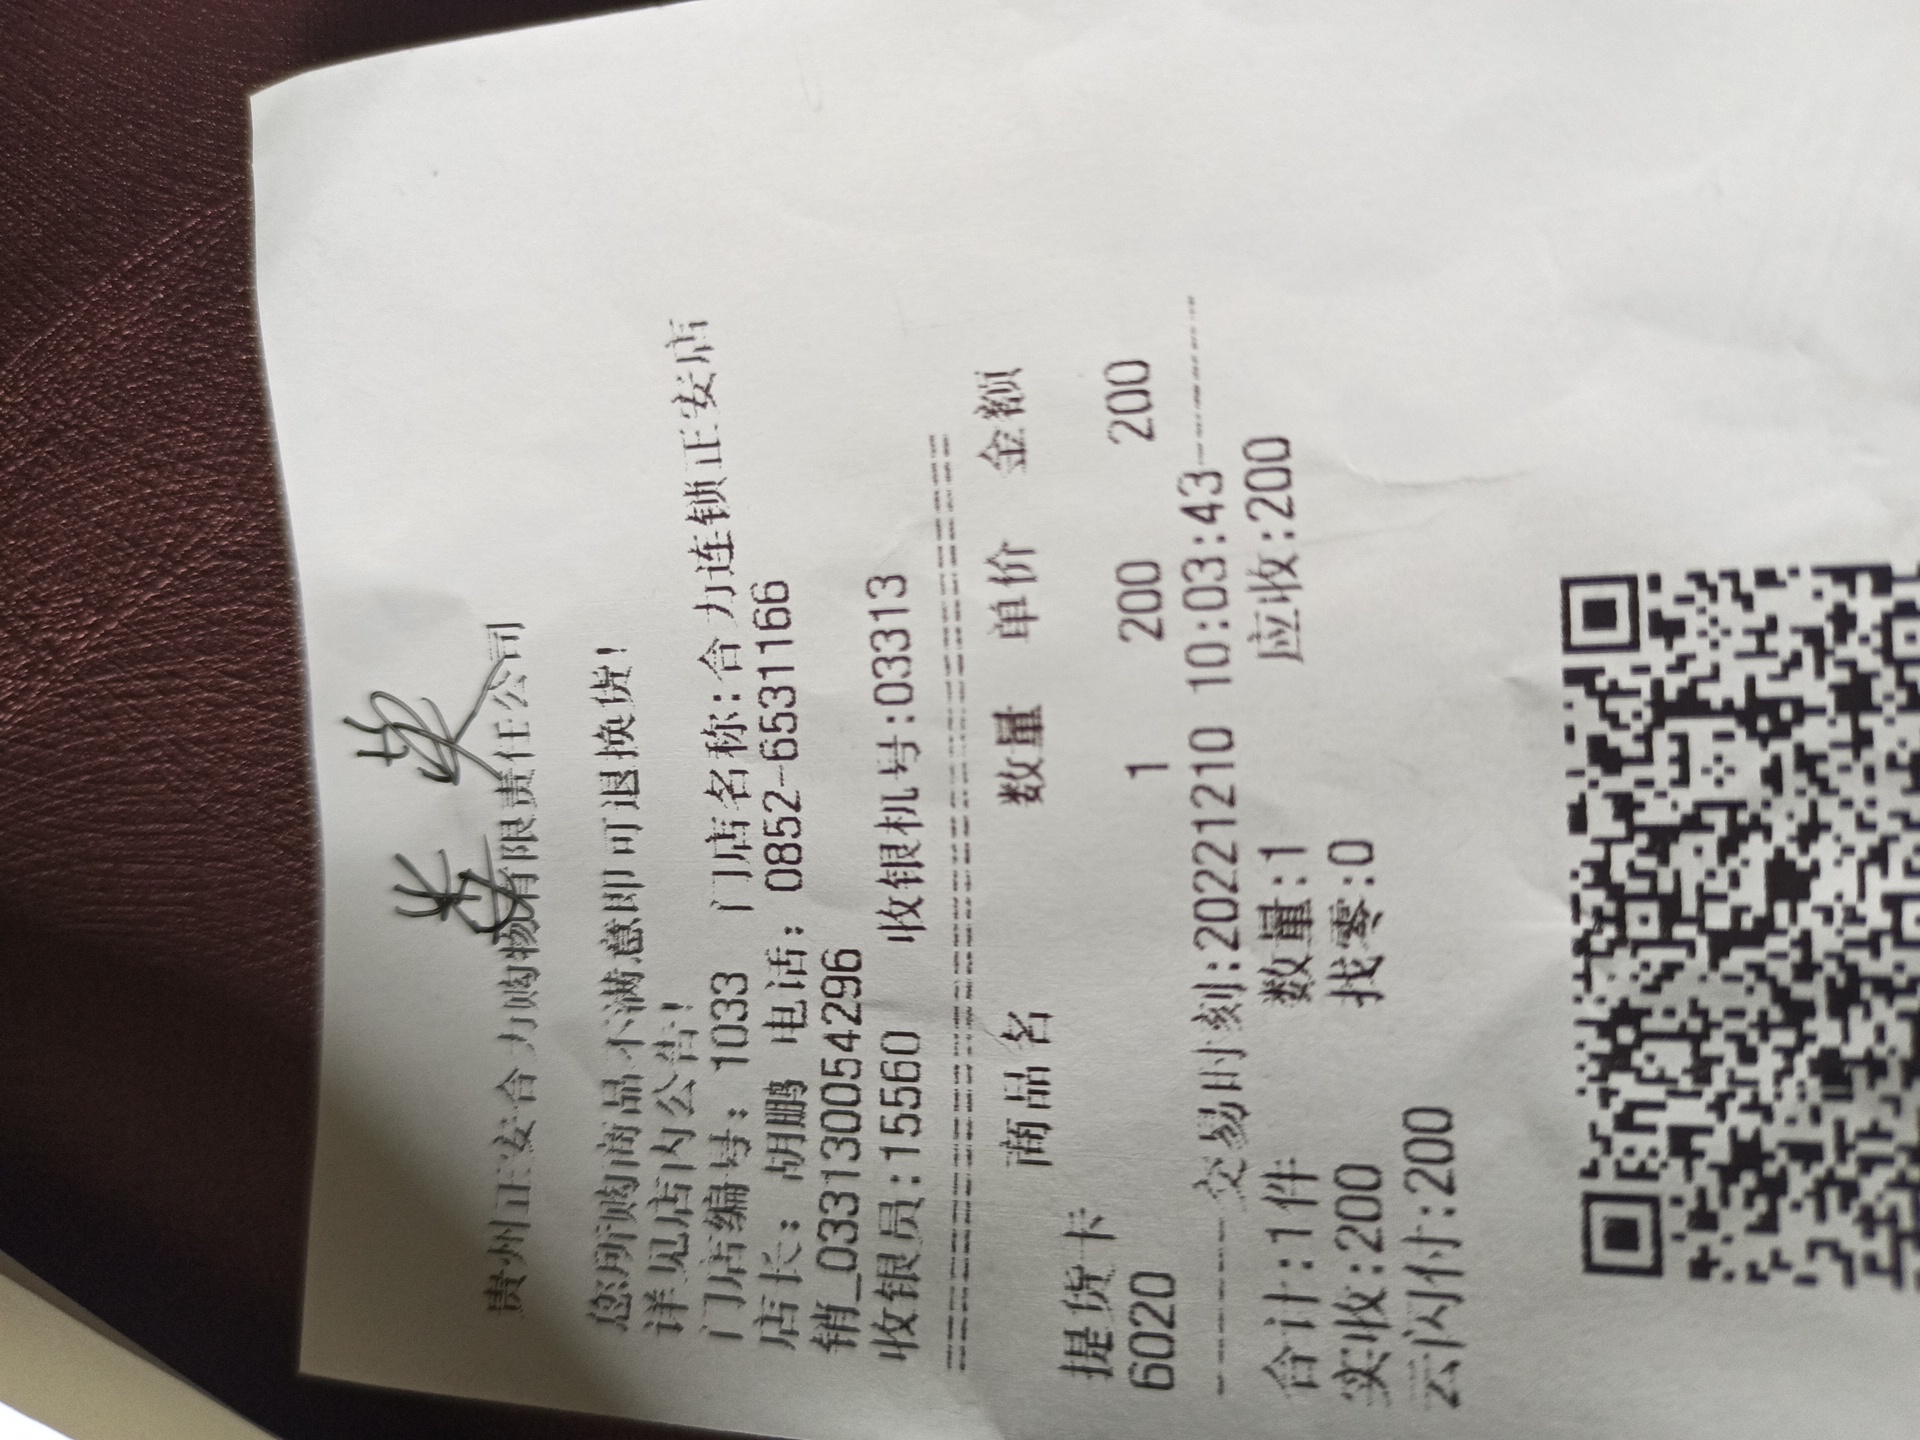 贵州正安合力购物有限责任公司
您所购商品不满意即可退换货!
详见店内公告!
门店编号: 1033 门店名称:合力连锁正安店
店长: 胡鹏 电话: 0852-6531166
销_0331300054296
收银员:15560 收银机号:03313
商品名 数量 单价 金额
提货卡
6020 1 200 200
交易时刻:20221210 10:03:43
合计:1件 数量:1 应收:200
实收:200 找零:0
云闪付:200